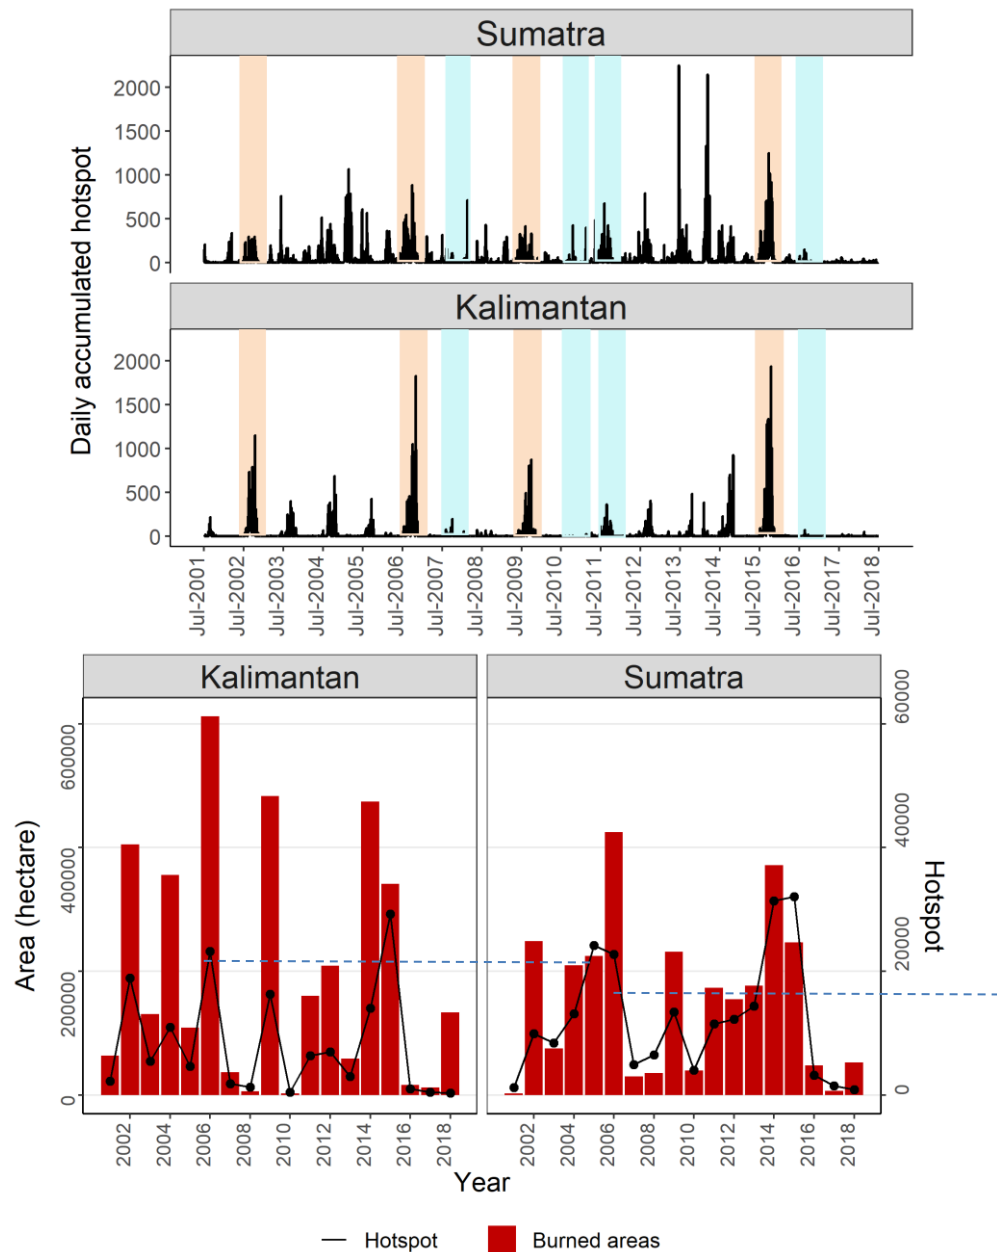 Sumatra
Daily accumulated hotspot
2000
1500
1000
500
0
Kalimantan
2000
1500
1000
500
0
Jul-2001
Jul-2002
Jul-2003
Jul-2004
Jul-2005
Jul-2006
Jul-2007
Jul-2008
Jul-2009
Jul-2010
Jul-2011
Jul-2012
Jul-2013
Jul-2014
Jul-2015
Jul-2016
Jul-2017
Jul-2018
Kalimantan
Sumatra
Area (hectare)
600000
400000
200000
0
60000
40000
20000
0
Hotspot
2002
2004
2006
2008
2010
2012
2014
2016
2018
2002
2004
2006
2008
2010
2012
2014
2016
2018
Year
Hotspot
Burned areas